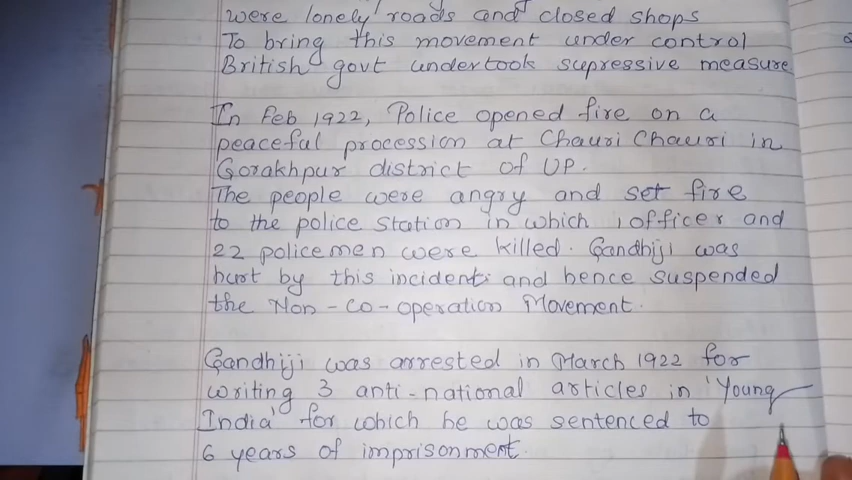 were lonely roads and closed shops
To bring this movement under control
British govt undertook supressive measure
In Feb 1922, Police opened fire on a
peaceful procession at Chauri Chauri in
Gorakhpur district of UP.
The people were angry and set fire
to the police station in which 1 officer and
22 policemen were killed. Gandhiji was
hurt by this incident and hence suspended
the Non-co-operation Movement.
Gandhiji was arrested in March 1922 for
writing 3 anti-national articles in 'Young
India' for which he was sentenced to
6 years of imprisonment.